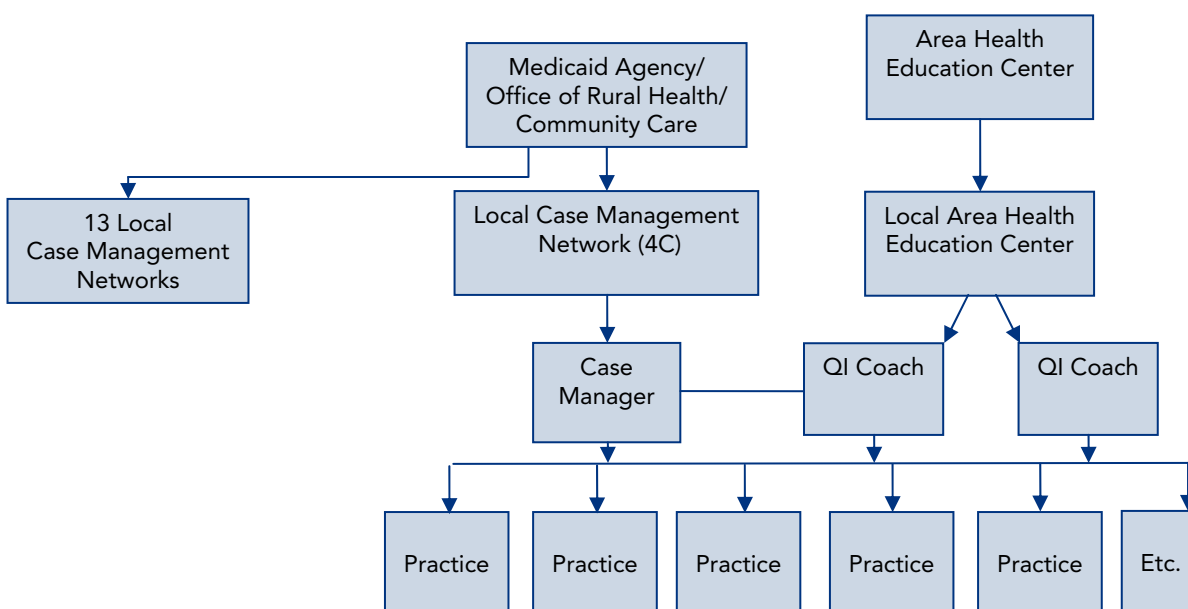 Medicaid Agency/
Office of Rural Health/
Community Care
Area Health
Education Center
13 Local
Case Management
Networks
Local Case Management
Network (4C)
Local Area Health
Education Center
Case
Manager
QI Coach
QI Coach
Practice
Practice
Practice
Practice
Practice
Etc.